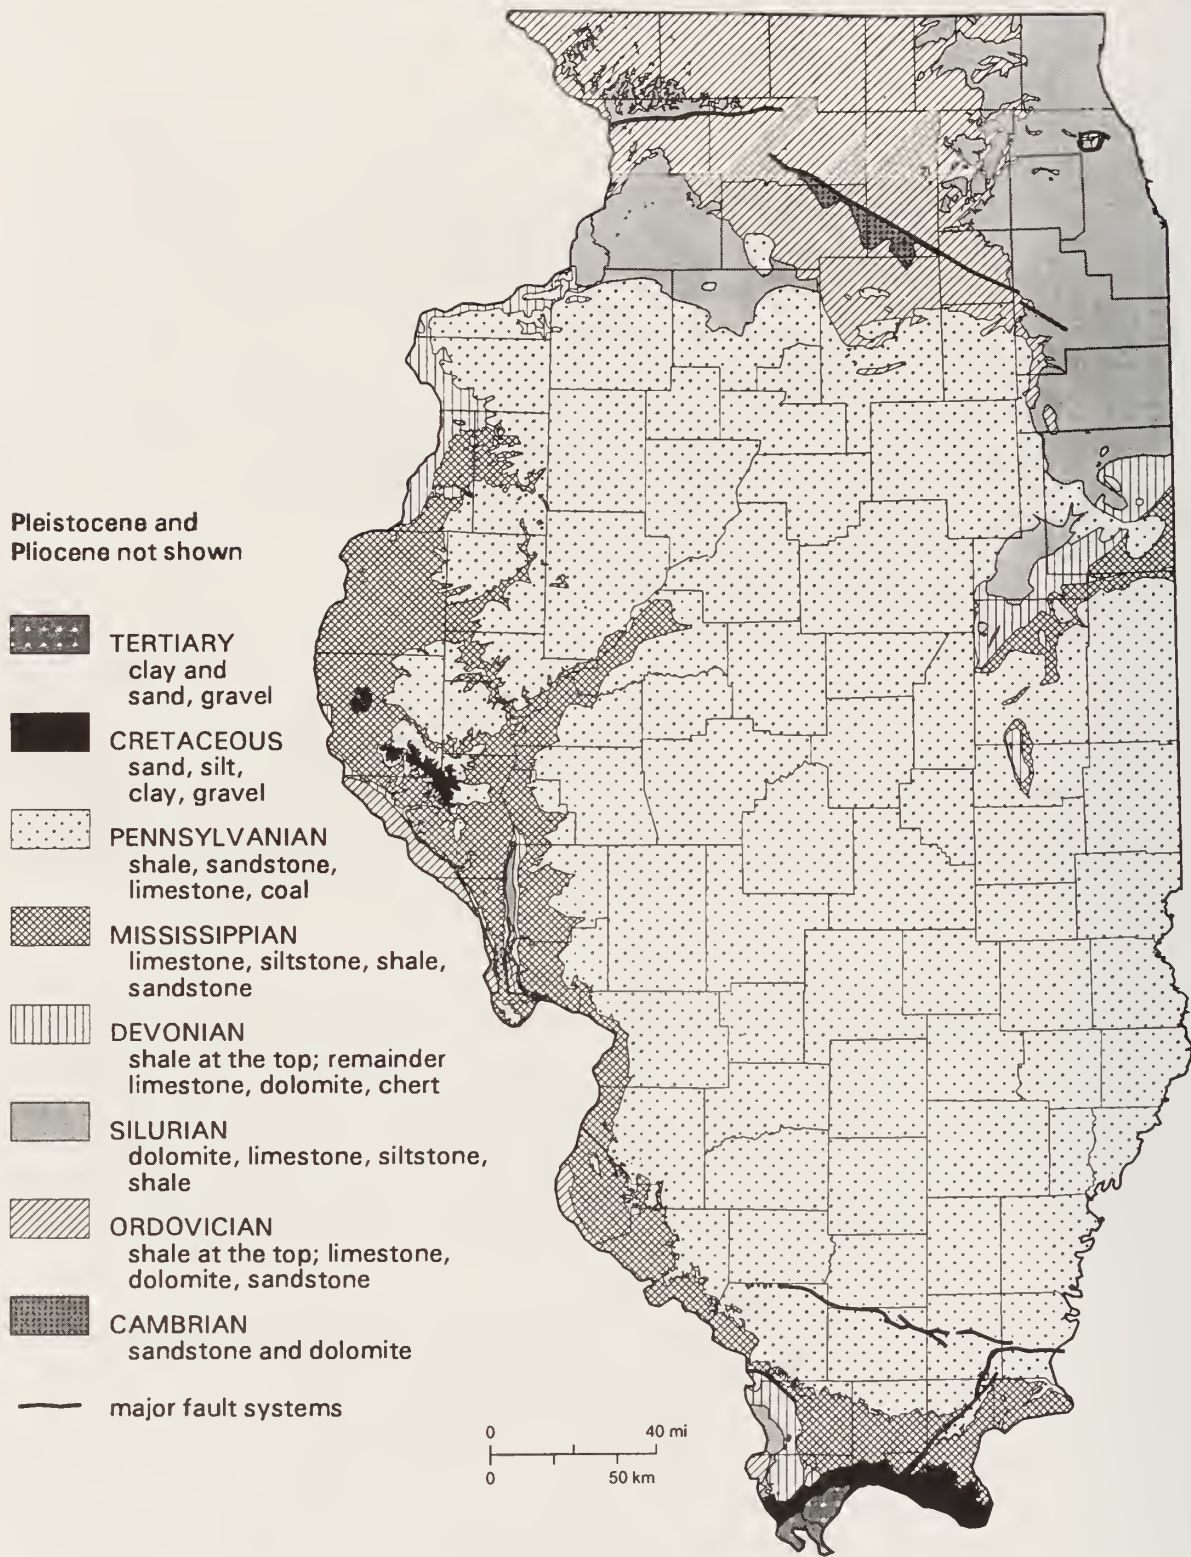 Pleistocene and
Pliocene not shown
TERTIARY
clay and
sand, gravel
CRETACEOUS
sand, silt,
clay, gravel
PENNSYLVANIAN
shale, sandstone,
limestone, coal
MISSISSIPPIAN
limestone, siltstone, shale,
sandstone
DEVONIAN
shale at the top; remainder
limestone, dolomite, chert
SILURIAN
dolomite, limestone, siltstone,
shale
ORDOVICIAN
shale at the top; limestone,
dolomite, sandstone
CAMBRIAN
sandstone and dolomite
major fault systems
0 40 mi
0 50 km